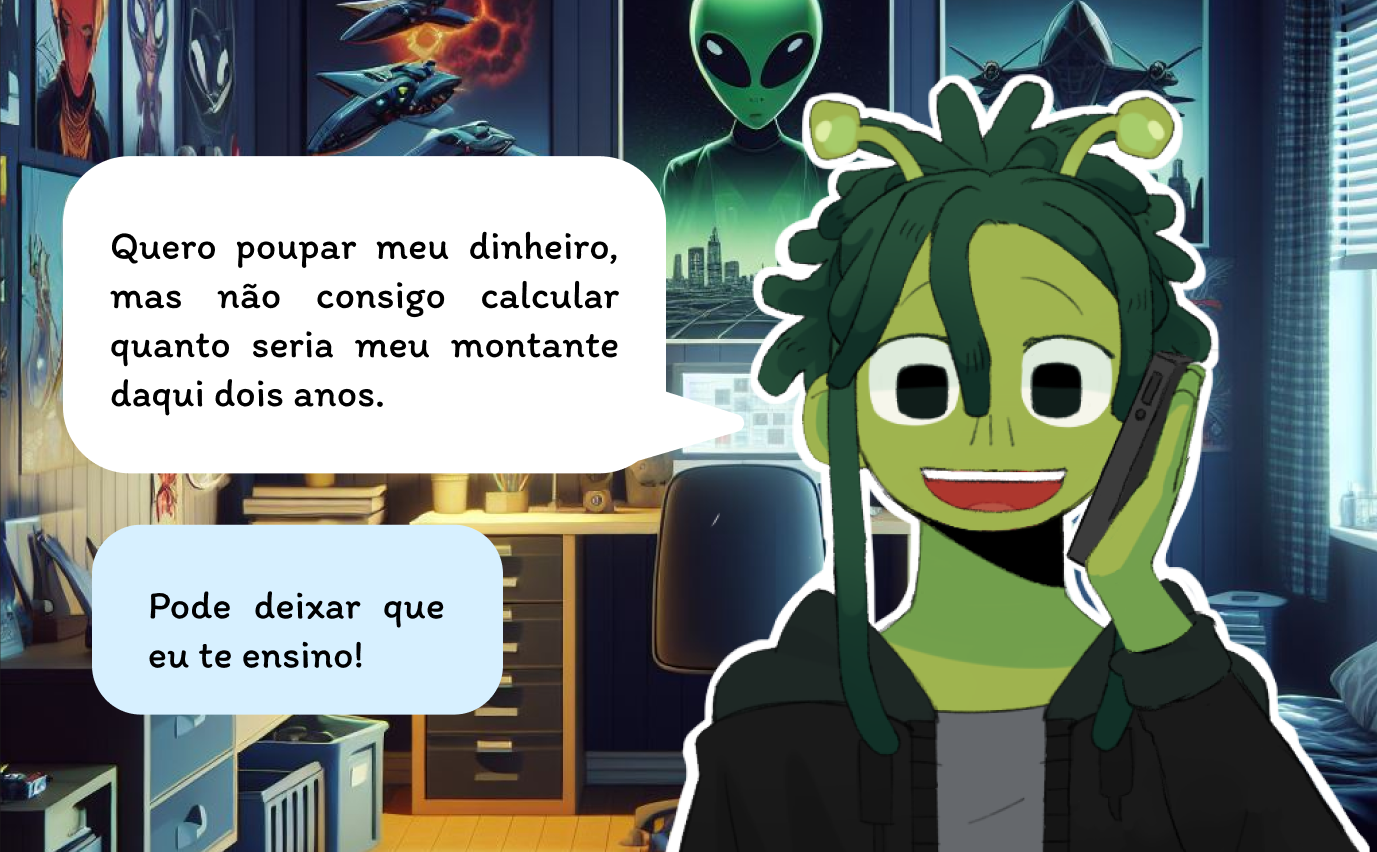 Quero poupar meu dinheiro,
mas não consigo calcular
quanto seria meu montante
daqui dois anos.
Pode deixar que
eu te ensino!